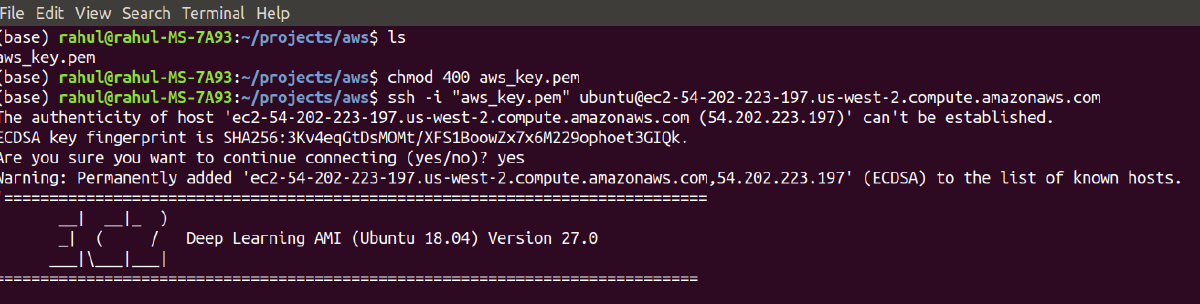 File Edit View Search Terminal Help
(base) rahul@rahul-MS-7A93:~/projects/aws$ ls
aws_key.pem
(base) rahul@rahul-MS-7A93:~/projects/aws$ chmod 400 aws_key.pem
(base) rahul@rahul-MS-7A93:~/projects/aws$ ssh -i "aws_key.pem" ubuntu@ec2-54-202-223-197.us-west-2.compute.amazonaws.com
The authenticity of host 'ec2-54-202-223-197.us-west-2.compute.amazonaws.com (54.202.223.197)' can't be established.
ECDSA key fingerprint is SHA256:3Kv4eqGtDsMOMt/XFS1BoowZx7x6M229ophoet3GIQk.
Are you sure you want to continue connecting (yes/no)? yes
Warning: Permanently added 'ec2-54-202-223-197.us-west-2.compute.amazonaws.com,54.202.223.197' (ECDSA) to the list of known hosts.
=============================================================================
       __|  __|_  )
       _|  (     /   Deep Learning AMI (Ubuntu 18.04) Version 27.0
      ___|\___|___|
=============================================================================